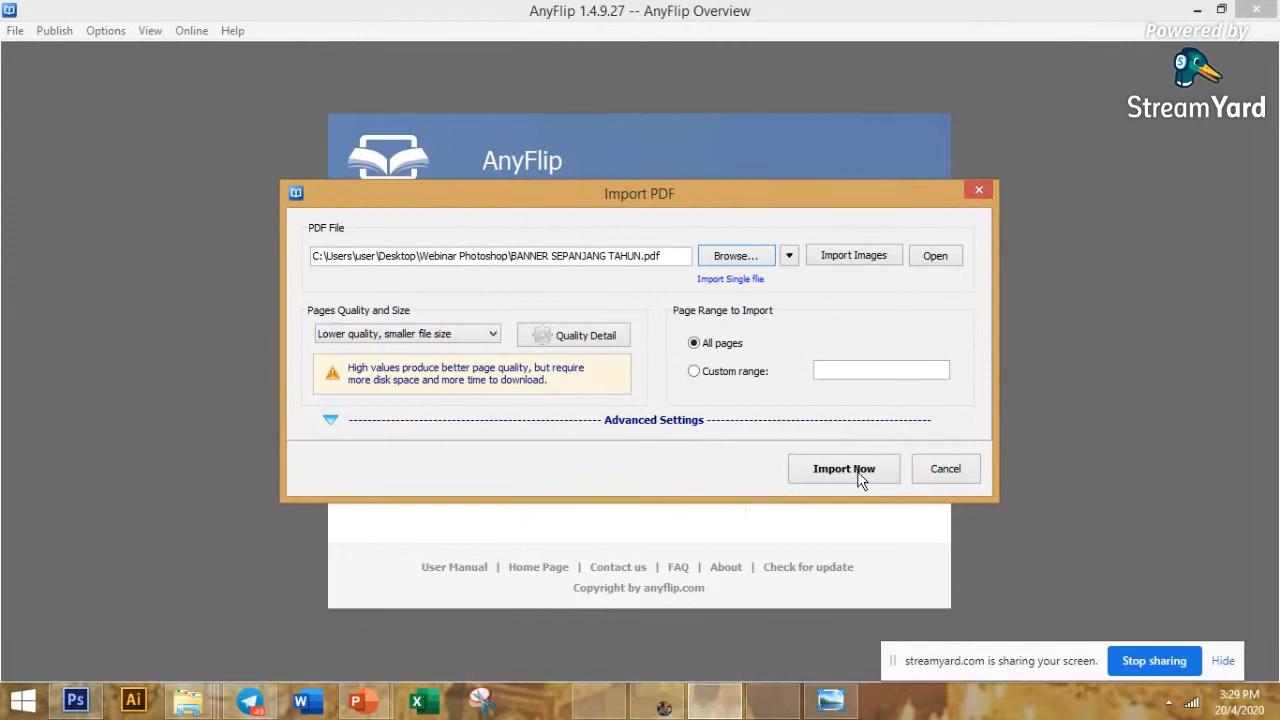 AnyFlip 1.4.9.27 -- AnyFlip Overview
File Publish Options View Online Help
Powered by
StreamYard
AnyFlip
Import PDF
PDF File
C:\Users\user\Desktop\Webinar Photoshop\BANNER SEPANJANG TAHUN.pdf
Browse...
Import Images
Open
Import Single file
Pages Quality and Size
Page Range to Import
Lower quality, smaller file size
Quality Detail
All pages
High values produce better page quality, but require
more disk space and more time to download.
Custom range:
Advanced Settings
Import Now
Cancel
User Manual | Home Page | Contact us | FAQ | About | Check for update
Copyright by anyflip.com
streamyard.com is sharing your screen.
Stop sharing
Hide
Ps
Ai
49
W
P
X
3:29 PM
20/4/2020